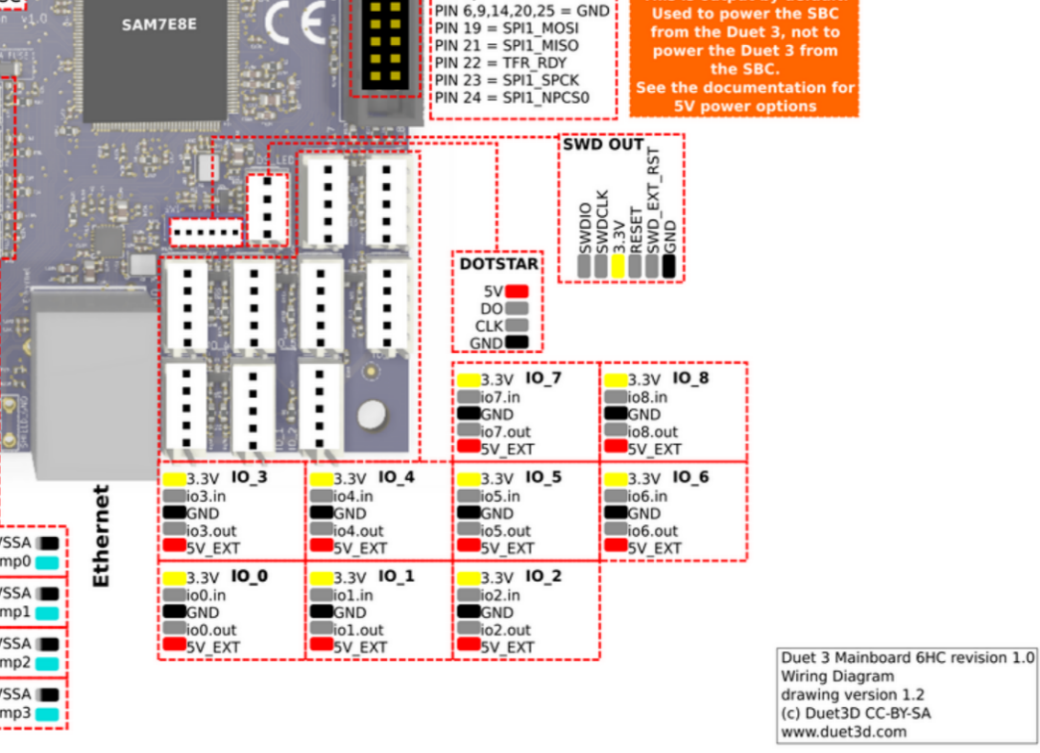 v1.0
SAM7E8E
CE
PIN 6,9,14,20,25 = GND
PIN 19 = SPI1_MOSI
PIN 21 = SPI1_MISO
PIN 22 = TFR_RDY
PIN 23 = SPI1_SPCK
PIN 24 = SPI1_NPCS0
Used to power the SBC
from the Duet 3, not to
power the Duet 3 from
the SBC.
See the documentation for
5V power options
SWD OUT
SWDIO
SWDCLK
3.3V
RESET
SWD_EXT_RST
GND
DOTSTAR
5V
DO
CLK
GND
3.3V IO_7
io7.in
GND
io7.out
5V_EXT
3.3V IO_8
io8.in
GND
io8.out
5V_EXT
3.3V IO_3
io3.in
GND
io3.out
5V_EXT
3.3V IO_4
io4.in
GND
io4.out
5V_EXT
3.3V IO_5
io5.in
GND
io5.out
5V_EXT
3.3V IO_6
io6.in
GND
io6.out
5V_EXT
Ethernet
3.3V IO_0
io0.in
GND
io0.out
5V_EXT
3.3V IO_1
io1.in
GND
io1.out
5V_EXT
3.3V IO_2
io2.in
GND
io2.out
5V_EXT
VSSA
mp0
VSSA
mp1
VSSA
mp2
VSSA
mp3
Duet 3 Mainboard 6HC revision 1.0
Wiring Diagram
drawing version 1.2
(c) Duet3D CC-BY-SA
www.duet3d.com